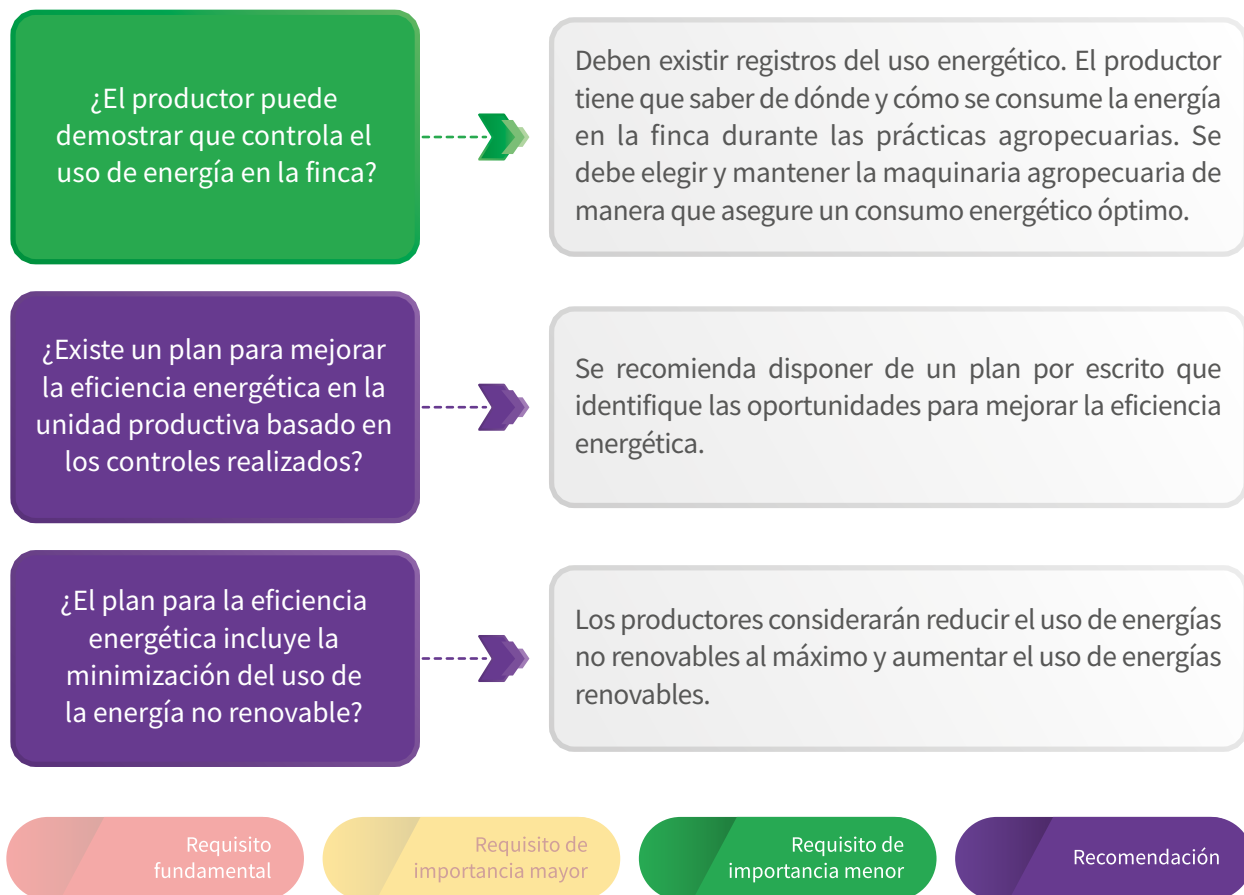 ¿El productor puede
demostrar que controla el
uso de energía en la finca?
Deben existir registros del uso energético. El productor
tiene que saber de dónde y cómo se consume la energía
en la finca durante las prácticas agropecuarias. Se
debe elegir y mantener la maquinaria agropecuaria de
manera que asegure un consumo energético óptimo.
¿Existe un plan para mejorar
la eficiencia energética en la
unidad productiva basado en
los controles realizados?
Se recomienda disponer de un plan por escrito que
identifique las oportunidades para mejorar la eficiencia
energética.
¿El plan para la eficiencia
energética incluye la
minimización del uso de
la energía no renovable?
Los productores considerarán reducir el uso de energías
no renovables al máximo y aumentar el uso de energías
renovables.
Requisito
fundamental
Requisito de
importancia mayor
Requisito de
importancia menor
Recomendación